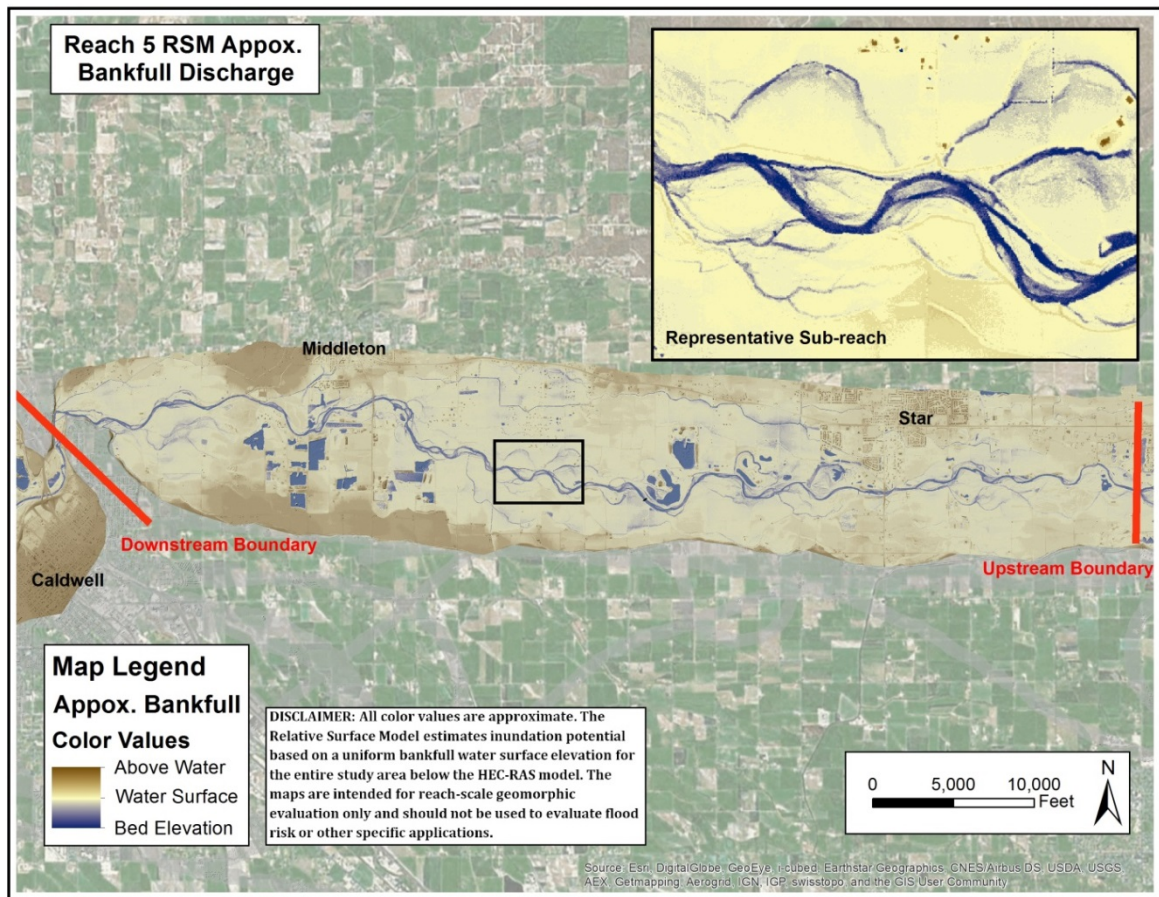 Reach 5 RSM Appox.
Bankfull Discharge
Representative Sub-reach
Middleton
Star
Downstream Boundary
Upstream Boundary
Caldwell
Map Legend
Appox. Bankfull
Color Values
Above Water
Water Surface
Bed Elevation
DISCLAIMER: All color values are approximate. The
Relative Surface Model estimates inundation potential
based on a uniform bankfull water surface elevation for
the entire study area below the HEC-RAS model. The
maps are intended for reach-scale geomorphic
evaluation only and should not be used to evaluate flood
risk or other specific applications.
0 5,000 10,000
Feet
N
Source: Esri, DigitalGlobe, GeoEye, i-cubed, Earthstar Geographics, CNES/Airbus DS, USDA, USGS,
AEX, Getmapping, Aerogrid, IGN, IGP, swisstopo, and the GIS User Community